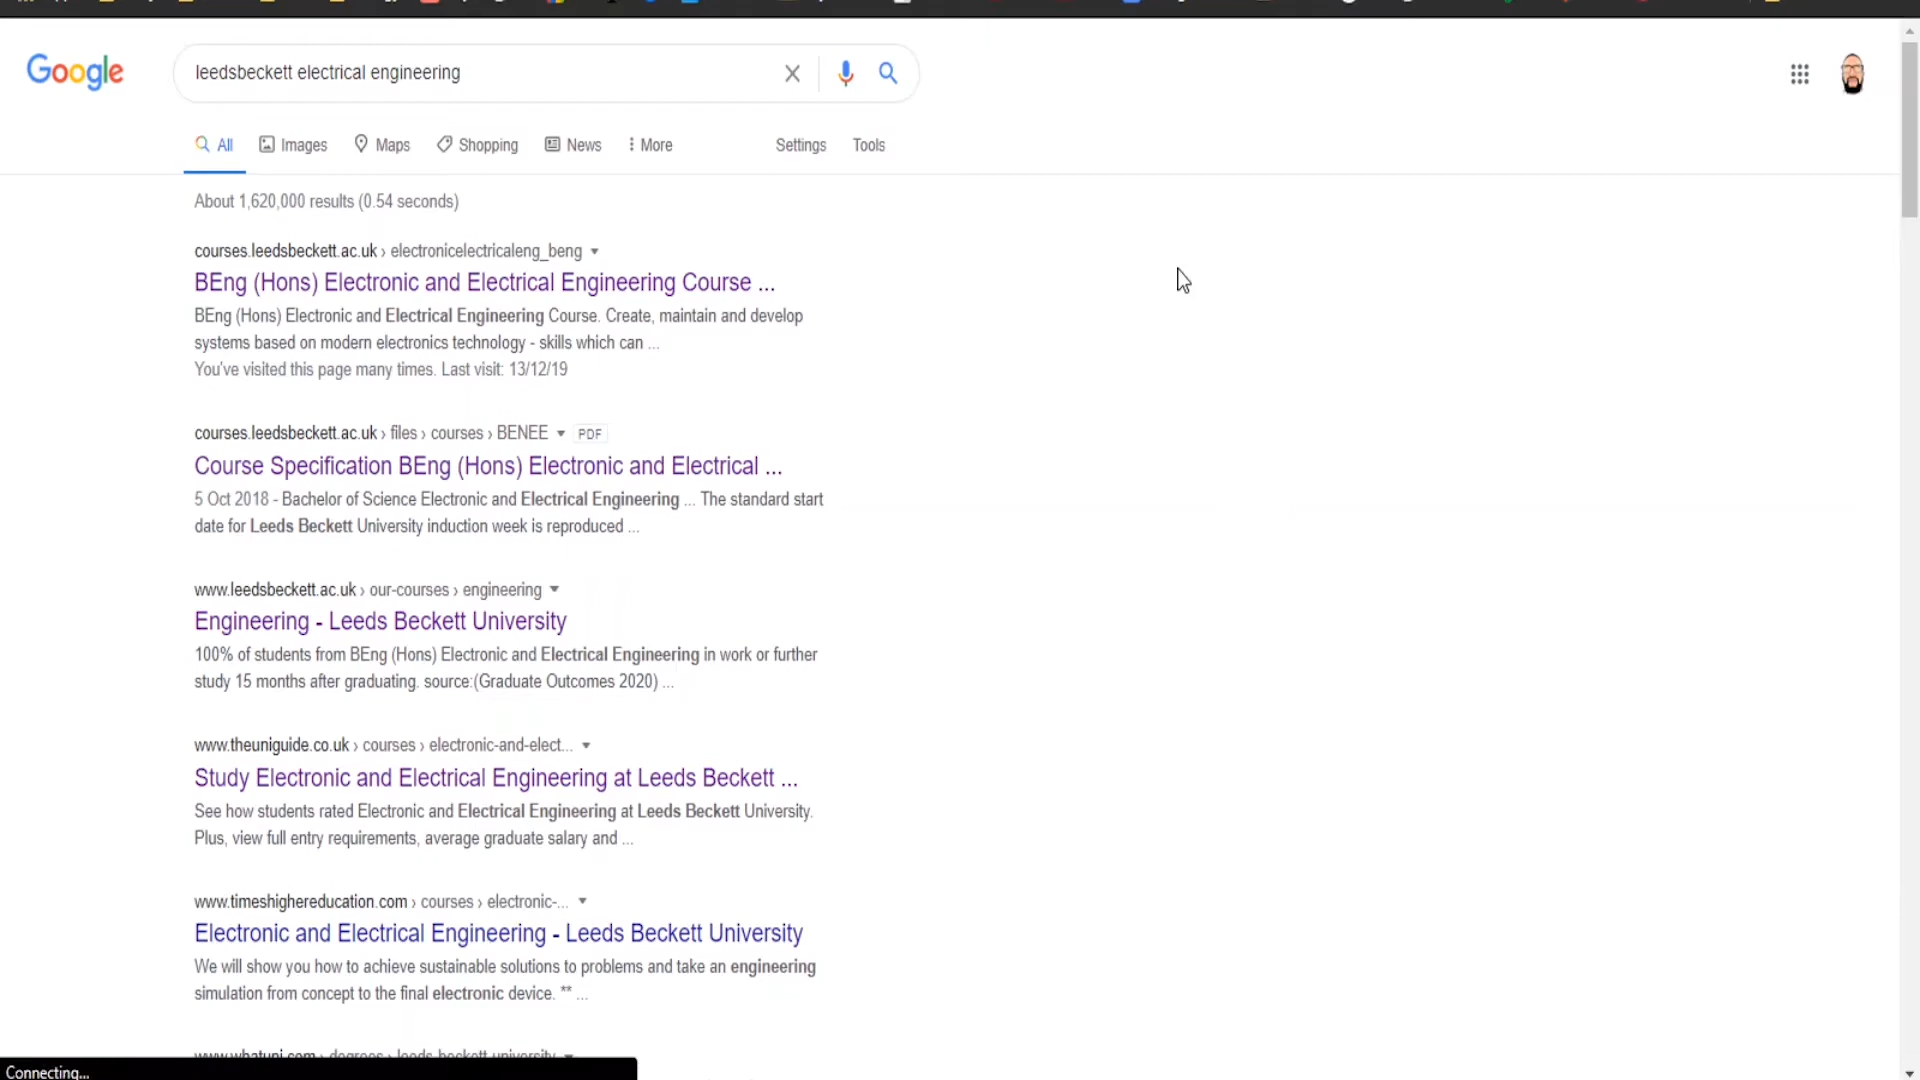 Google
leedsbeckett electrical engineering
All Images Maps Shopping News More Settings Tools
About 1,620,000 results (0.54 seconds)
courses.leedsbeckett.ac.uk › electronicelectricaleng_beng
BEng (Hons) Electronic and Electrical Engineering Course ...
BEng (Hons) Electronic and Electrical Engineering Course. Create, maintain and develop
systems based on modern electronics technology - skills which can ...
You've visited this page many times. Last visit: 13/12/19
courses.leedsbeckett.ac.uk › files › courses › BENEE PDF
Course Specification BEng (Hons) Electronic and Electrical ...
5 Oct 2018 - Bachelor of Science Electronic and Electrical Engineering ... The standard start
date for Leeds Beckett University induction week is reproduced ...
www.leedsbeckett.ac.uk › our-courses › engineering
Engineering - Leeds Beckett University
100% of students from BEng (Hons) Electronic and Electrical Engineering in work or further
study 15 months after graduating. source:(Graduate Outcomes 2020) ...
www.theuniguide.co.uk › courses › electronic-and-elect...
Study Electronic and Electrical Engineering at Leeds Beckett ...
See how students rated Electronic and Electrical Engineering at Leeds Beckett University.
Plus, view full entry requirements, average graduate salary and ...
www.timeshighereducation.com › courses › electronic-...
Electronic and Electrical Engineering - Leeds Beckett University
We will show you how to achieve sustainable solutions to problems and take an engineering
simulation from concept to the final electronic device. ** ...
www.whatuni.com › degrees › leeds-beckett-university
Connecting...